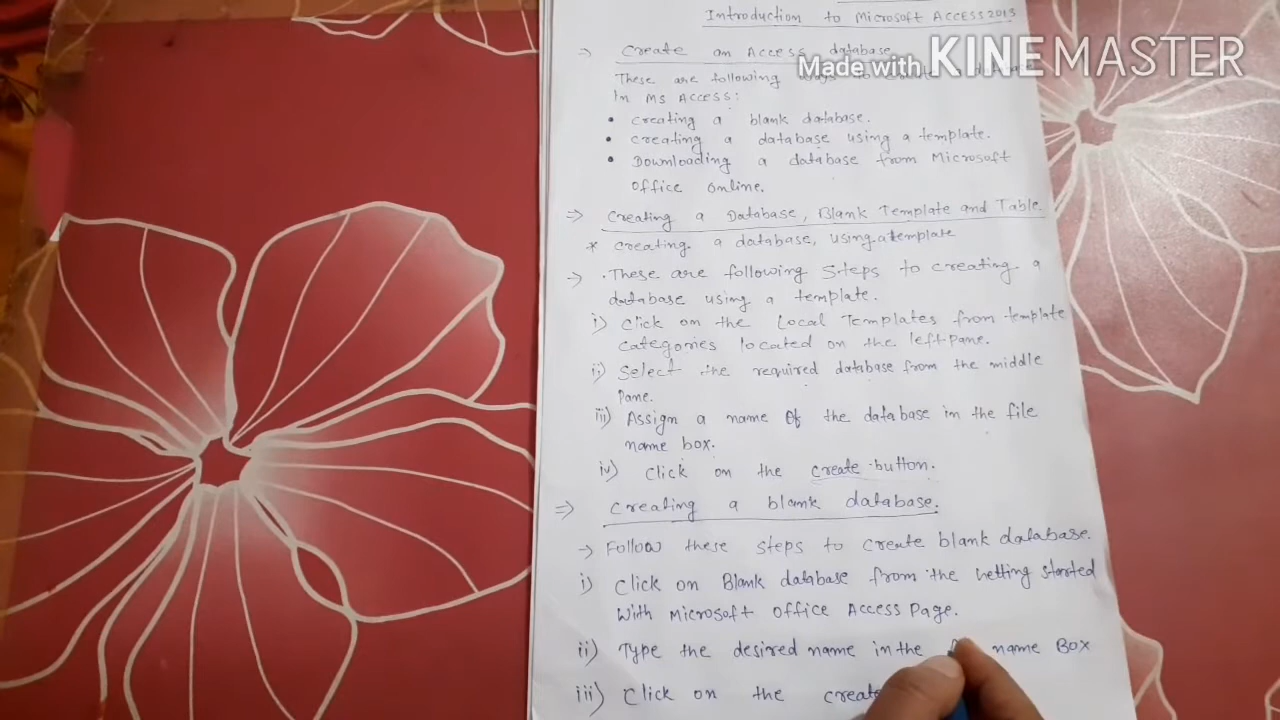 Introduction to Microsoft Access 2013
Made with KINEMASTER
=> Create an Access database
These are following
In MS Access:
• creating a blank database.
• creating a database using a template.
• Downloading a database from Microsoft
office online.
=> Creating a Database, Blank Template and Table
* creating a database, using a template
-> These are following steps to creating a
database using a template.
i) Click on the Local Templates from template
categories located on the left pane.
ii) Select the required database from the middle
Pane.
iii) Assign a name of the database in the file
name box.
iv) Click on the create button.
=> Creating a blank database.
-> Follow these steps to create blank database.
i) Click on Blank database from the Getting started
With Microsoft office Access Page.
ii) Type the desired name in the name Box
iii) Click on the create